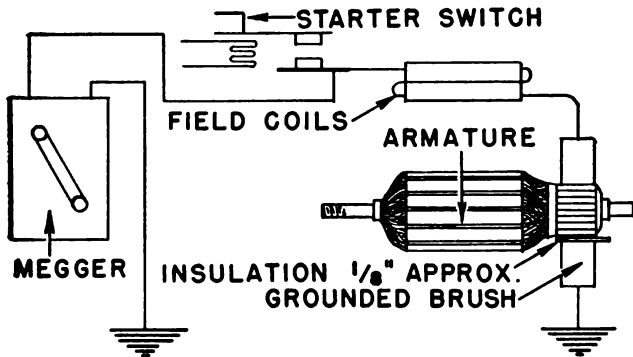 STARTER SWITCH
FIELD COILS
ARMATURE
MEGGER
INSULATION 1/8" APPROX.
GROUNDED BRUSH